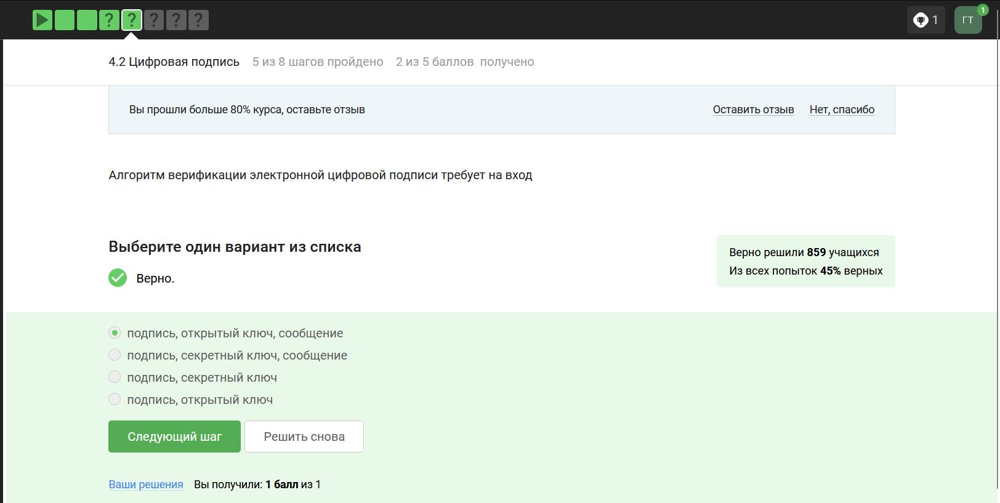 ? ? ? ? ?
1
ГТ
1
4.2 Цифровая подпись 5 из 8 шагов пройдено 2 из 5 баллов получено
Вы прошли больше 80% курса, оставьте отзыв
Оставить отзыв Нет, спасибо
Алгоритм верификации электронной цифровой подписи требует на вход
Выберите один вариант из списка
Верно.
Верно решили 859 учащихся
Из всех попыток 45% верных
подпись, открытый ключ, сообщение
подпись, секретный ключ, сообщение
подпись, секретный ключ
подпись, открытый ключ
Следующий шаг Решить снова
Ваши решения Вы получили: 1 балл из 1